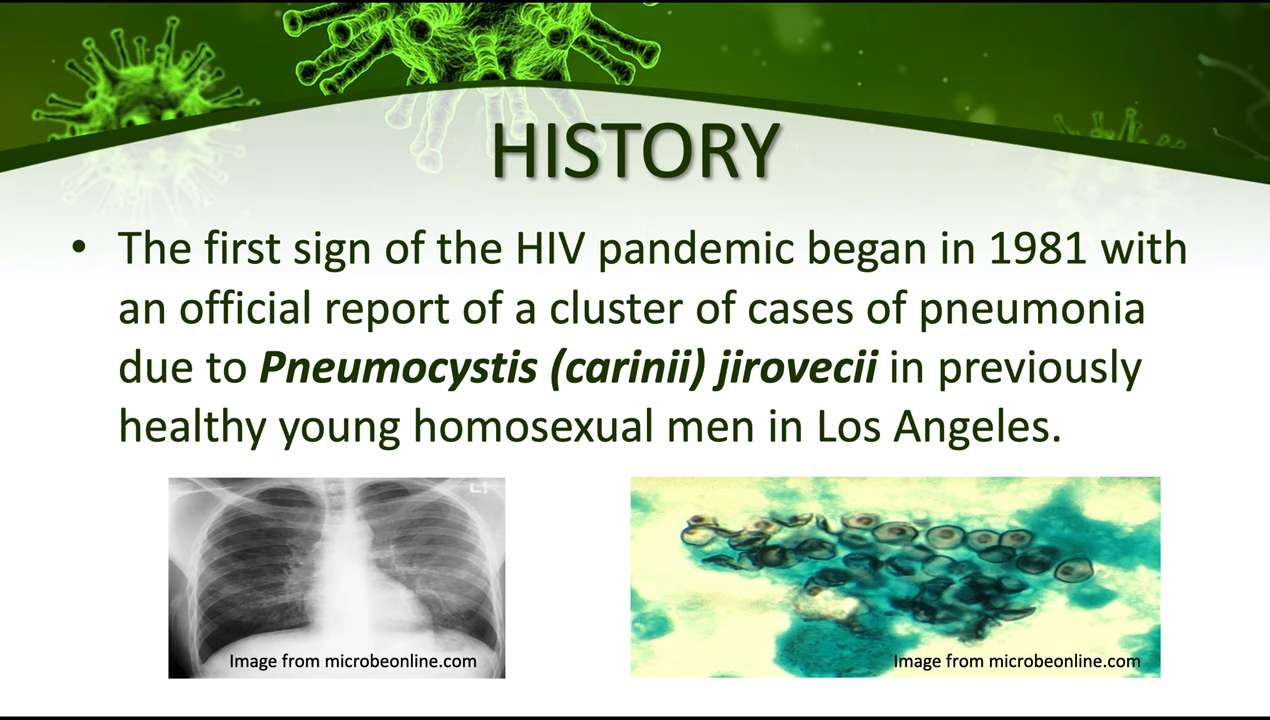 HISTORY
• The first sign of the HIV pandemic began in 1981 with
an official report of a cluster of cases of pneumonia
due to Pneumocystis (carinii) jirovecii in previously
healthy young homosexual men in Los Angeles.
Image from microbeonline.com
Image from microbeonline.com